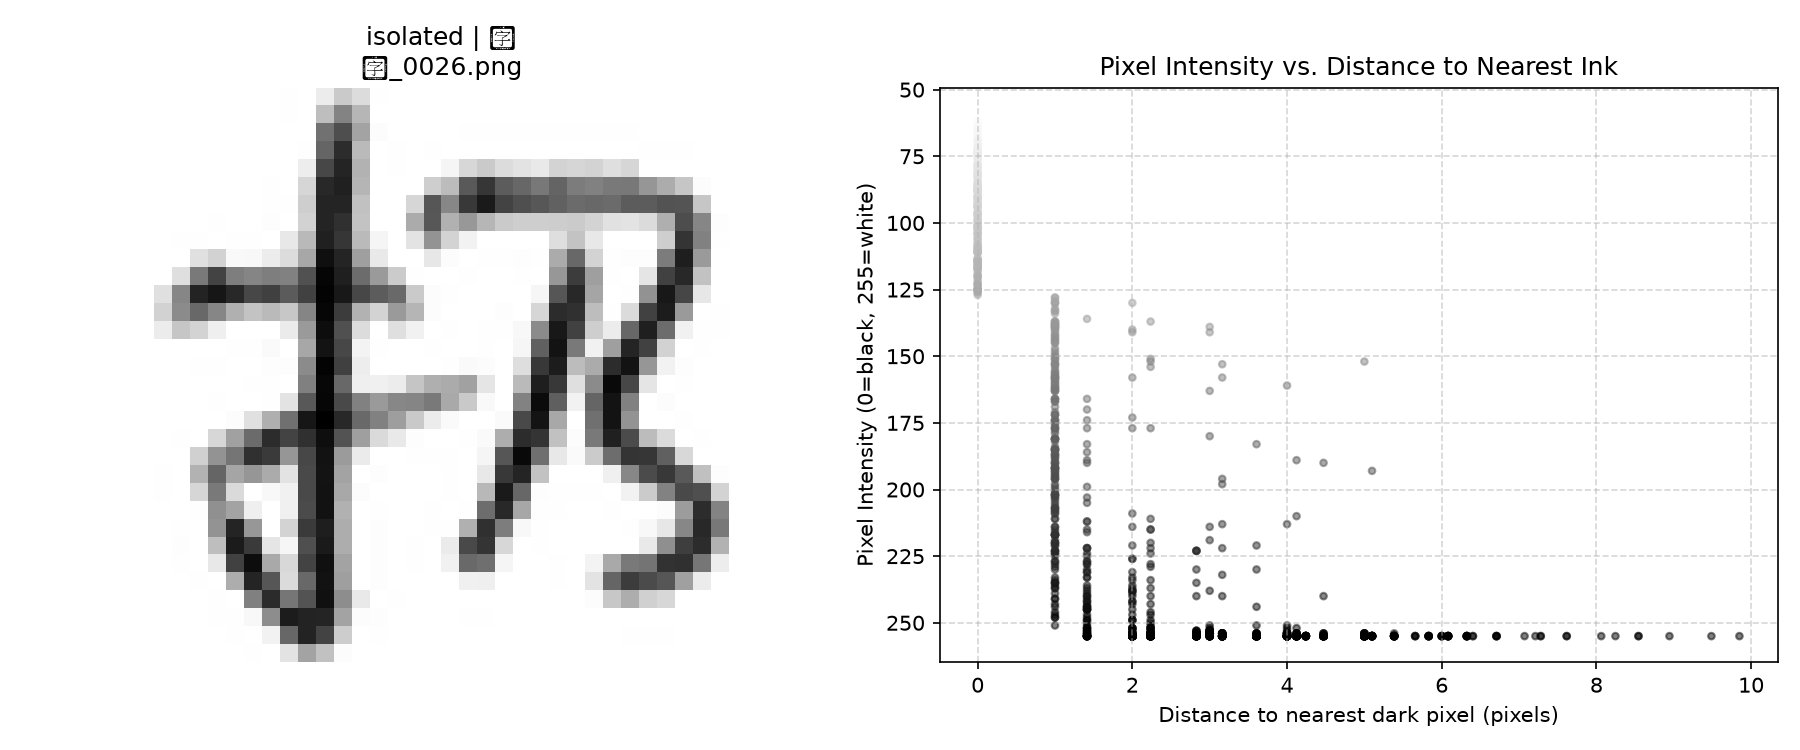 isolated |
_0026.png
扔
Pixel Intensity vs. Distance to Nearest Ink
Pixel Intensity (0=black, 255=white)
50
75
100
125
150
175
200
225
250
0 2 4 6 8 10
Distance to nearest dark pixel (pixels)